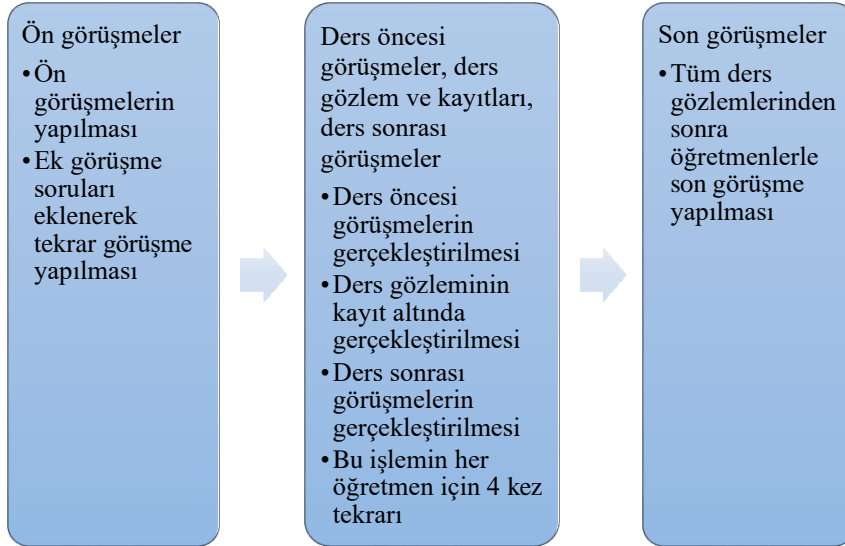 Ön görüşmeler
•Ön
görüşmelerin
yapılması
•Ek görüşme
soruları
eklenerek
tekrar görüşme
yapılması
Ders öncesi
görüşmeler, ders
gözlem ve kayıtları,
ders sonrası
görüşmeler
•Ders öncesi
görüşmelerin
gerçekleştirilmesi
•Ders gözleminin
kayıt altında
gerçekleştirilmesi
•Ders sonrası
görüşmelerin
gerçekleştirilmesi
•Bu işlemin her
öğretmen için 4 kez
tekrarı
Son görüşmeler
•Tüm ders
gözlemlerinden
sonra
öğretmenlerle
son görüşme
yapılması